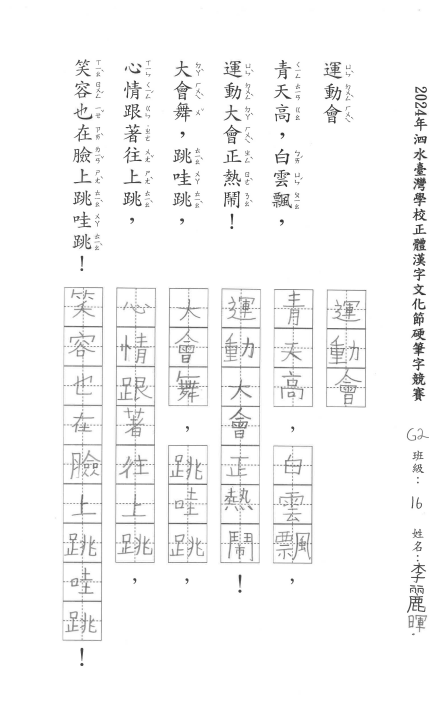 2024年泗水臺灣學校正體漢字文化節硬筆字競賽
G2 班級： 16 姓名：李麗暉
運動會
青天高，白雲飄，
運動大會正熱鬧！
大會舞，跳哇跳，
心情跟著往上跳，
笑容也在臉上跳哇跳！
運動會
青天高，白雲飄，
運動大會正熱鬧！
大會舞，跳哇跳，
心情跟著往上跳，
笑容也在臉上跳哇跳！